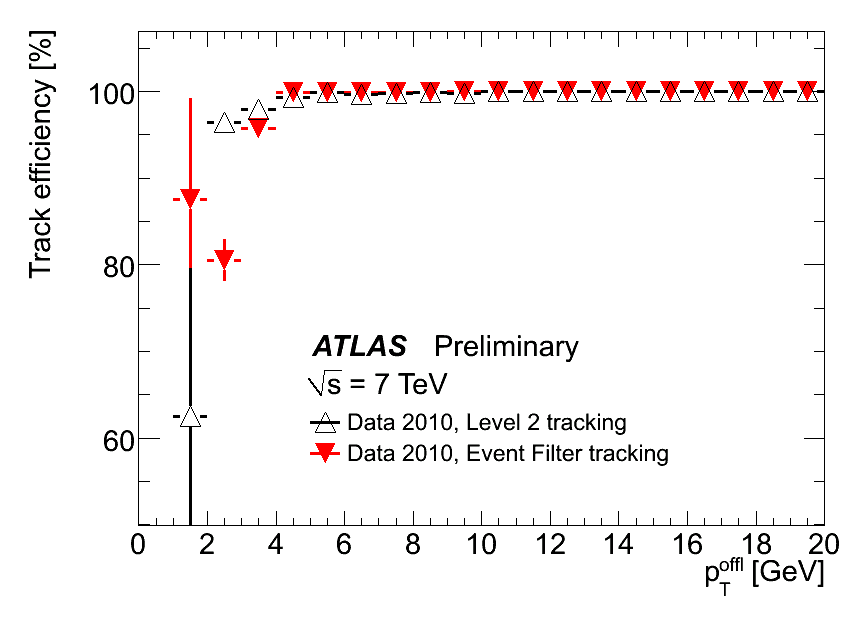 Track efficiency [%]
100
80
60
ATLAS Preliminary
√s = 7 TeV
Data 2010, Level 2 tracking
Data 2010, Event Filter tracking
0 2 4 6 8 10 12 14 16 18 20
p_T^offl [GeV]